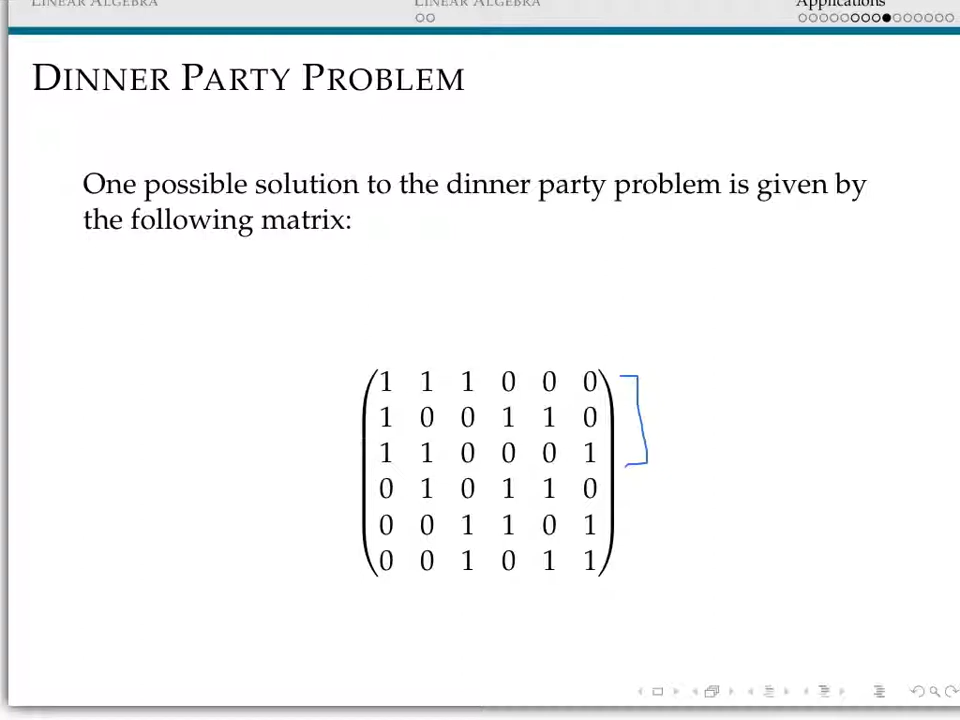 LINEAR ALGEBRA LINEAR ALGEBRA Applications
DINNER PARTY PROBLEM
One possible solution to the dinner party problem is given by
the following matrix:
1 1 1 0 0 0
1 0 0 1 1 0
1 1 0 0 0 1
0 1 0 1 1 0
0 0 1 1 0 1
0 0 1 0 1 1